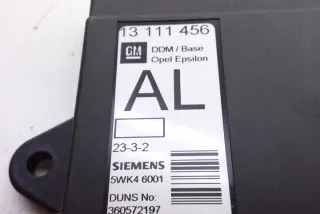 13 111 456
GM
DDM / Base
Opel Epsilon
AL
23-3-2
SIEMENS
5WK4 6001
DUNS No:
360572197